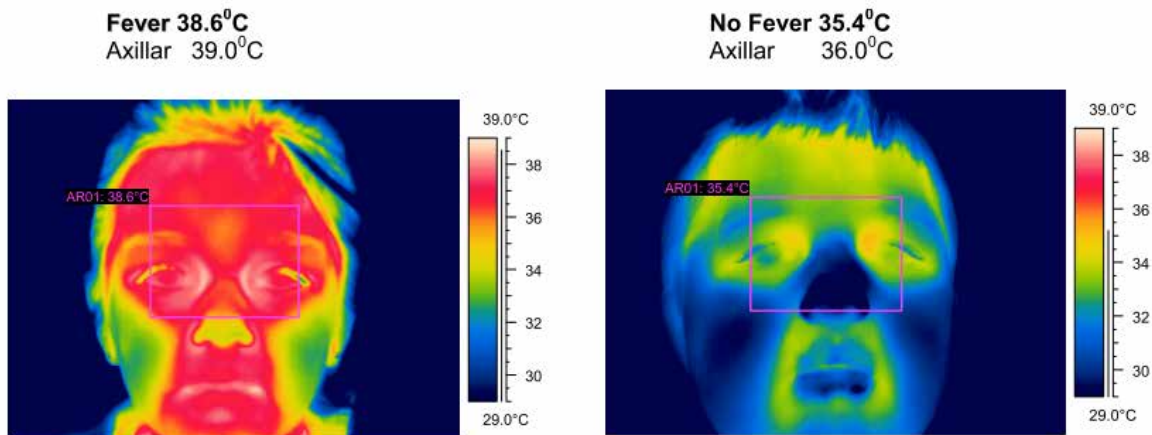 Fever 38.6⁰C
Axillar 39.0⁰C
No Fever 35.4⁰C
Axillar 36.0⁰C
AR01: 38.6°C
39.0°C
38
36
34
32
30
29.0°C
AR01: 35.4°C
39.0°C
38
36
34
32
30
29.0°C